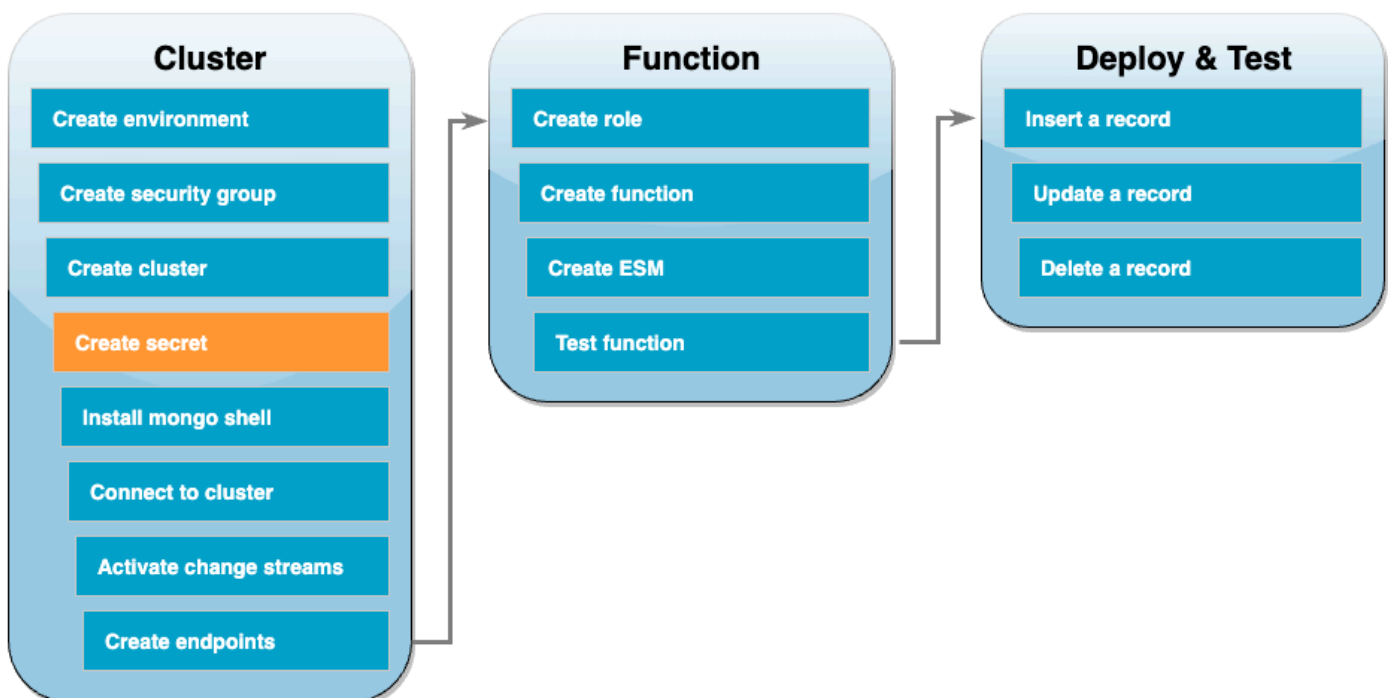 Cluster
Create environment
Create security group
Create cluster
Create secret
Install mongo shell
Connect to cluster
Activate change streams
Create endpoints
Function
Create role
Create function
Create ESM
Test function
Deploy & Test
Insert a record
Update a record
Delete a record